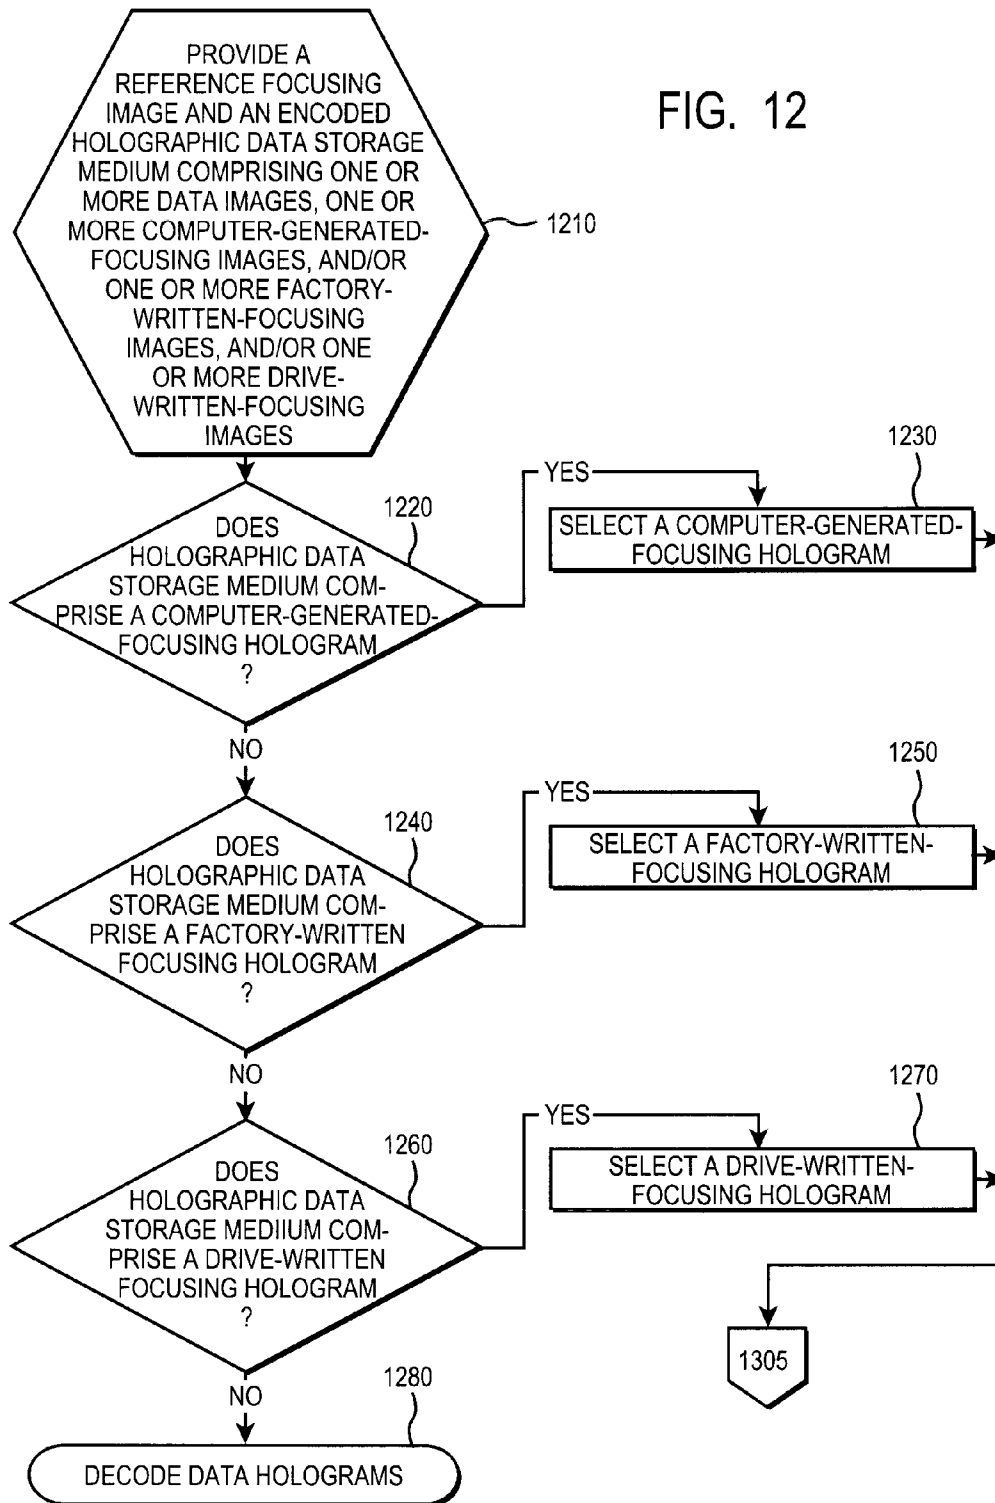 PROVIDE A
REFERENCE FOCUSING
IMAGE AND AN ENCODED
HOLOGRAPHIC DATA STORAGE
MEDIUM COMPRISING ONE OR
MORE DATA IMAGES, ONE OR
MORE COMPUTER-GENERATED-
FOCUSING IMAGES, AND/OR
ONE OR MORE FACTORY-
WRITTEN-FOCUSING
IMAGES, AND/OR ONE
OR MORE DRIVE-
WRITTEN-FOCUSING
IMAGES
FIG. 12
1210
1220
DOES
HOLOGRAPHIC DATA
STORAGE MEDIUM COM-
PRISE A COMPUTER-GENERATED-
FOCUSING HOLOGRAM
?
YES
1230
SELECT A COMPUTER-GENERATED-
FOCUSING HOLOGRAM
NO
1240
DOES
HOLOGRAPHIC DATA
STORAGE MEDIUM COM-
PRISE A FACTORY-WRITTEN
FOCUSING HOLOGRAM
?
YES
1250
SELECT A FACTORY-WRITTEN-
FOCUSING HOLOGRAM
NO
1260
DOES
HOLOGRAPHIC DATA
STORAGE MEDIIUM COM-
PRISE A DRIVE-WRITTEN
FOCUSING HOLOGRAM
?
YES
1270
SELECT A DRIVE-WRITTEN-
FOCUSING HOLOGRAM
1305
NO
1280
DECODE DATA HOLOGRAMS